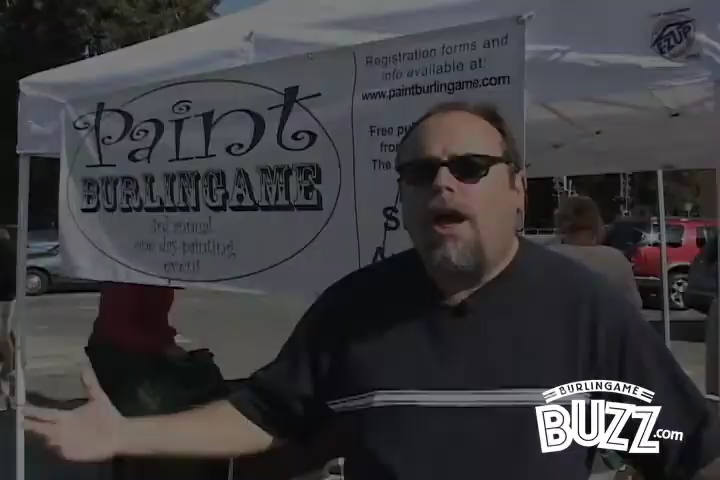 Paint
BURLINGAME
3rd annual
one day painting
event
Registration forms and
info available at:
www.paintburlingame.com
Free
The
S
A
E-Z UP
BURLINGAME
BUZZ.com